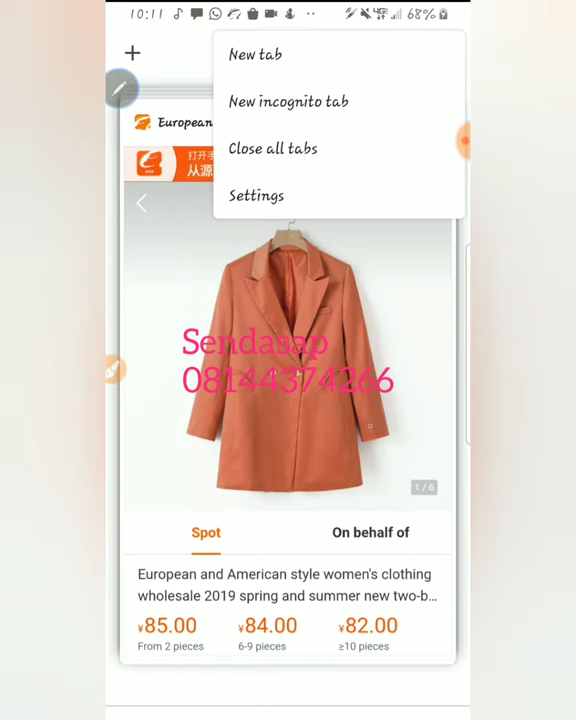 10:11
68%
New tab
New incognito tab
Close all tabs
Settings
European
打开手
从源
Sendasap
08144374266
1 / 6
Spot
On behalf of
European and American style women's clothing
wholesale 2019 spring and summer new two-b...
¥85.00 ¥84.00 ¥82.00
From 2 pieces 6-9 pieces ≥10 pieces